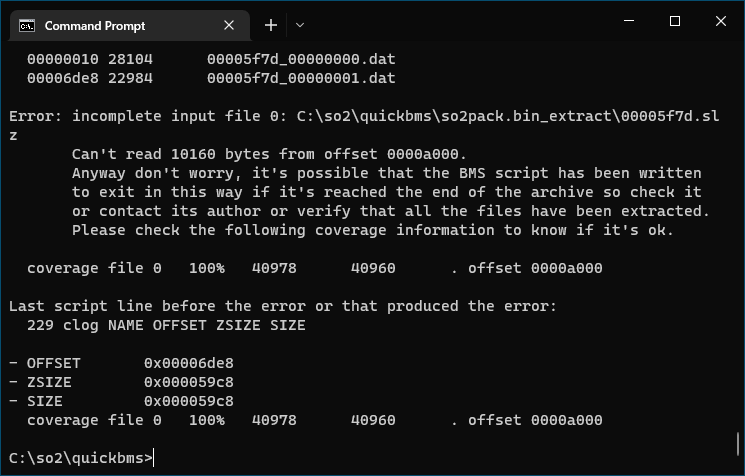 Command Prompt
00000010 28104      00005f7d_00000000.dat
00006de8 22984      00005f7d_00000001.dat
Error: incomplete input file 0: C:\so2\quickbms\so2pack.bin_extract\00005f7d.sl
z
Can't read 10160 bytes from offset 0000a000.
Anyway don't worry, it's possible that the BMS script has been written
to exit in this way if it's reached the end of the archive so check it
or contact its author or verify that all the files have been extracted.
Please check the following coverage information to know if it's ok.
coverage file 0   100%   40978      40960      . offset 0000a000
Last script line before the error or that produced the error:
229 clog NAME OFFSET ZSIZE SIZE
- OFFSET       0x00006de8
- ZSIZE        0x000059c8
- SIZE         0x000059c8
coverage file 0   100%   40978      40960      . offset 0000a000
C:\so2\quickbms>